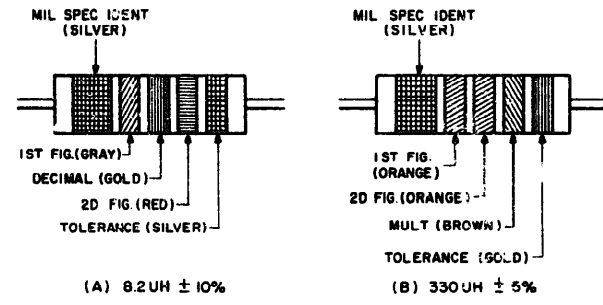 MIL SPEC IDENT
(SILVER)
1ST FIG.(GRAY)
DECIMAL (GOLD)
2D FIG.(RED)
TOLERANCE (SILVER)
(A) 8.2UH ± 10%
MIL SPEC IDENT
(SILVER)
1ST FIG.
(ORANGE)
2D FIG.(ORANGE)
MULT (BROWN)
TOLERANCE (GOLD)
(B) 330UH ± 5%